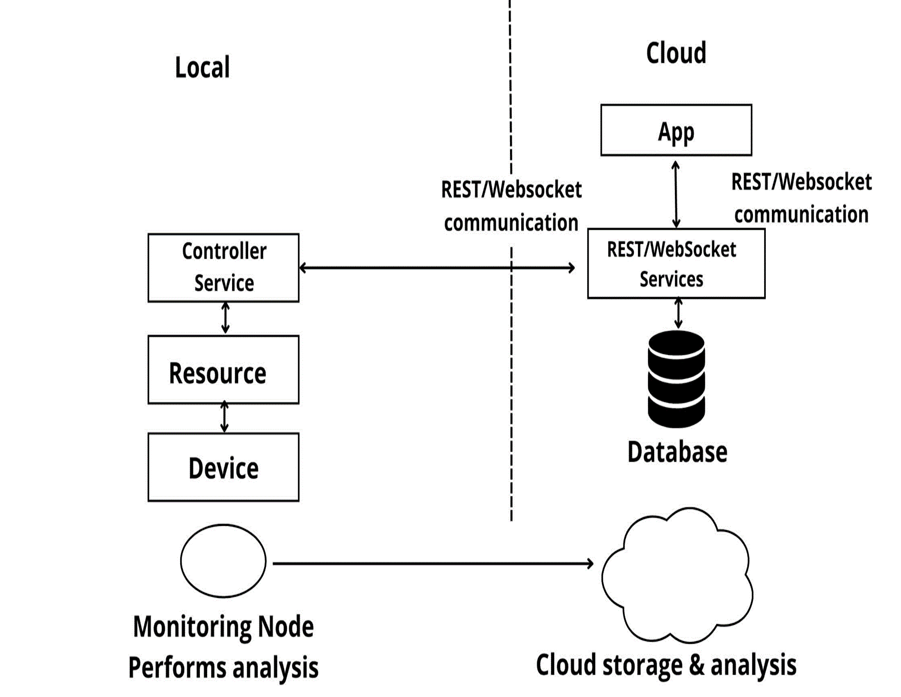 Local
Cloud
App
REST/Websocket
communication
REST/Websocket
communication
Controller
Service
REST/WebSocket
Services
Resource
Device
Database
Monitoring Node
Performs analysis
Cloud storage & analysis